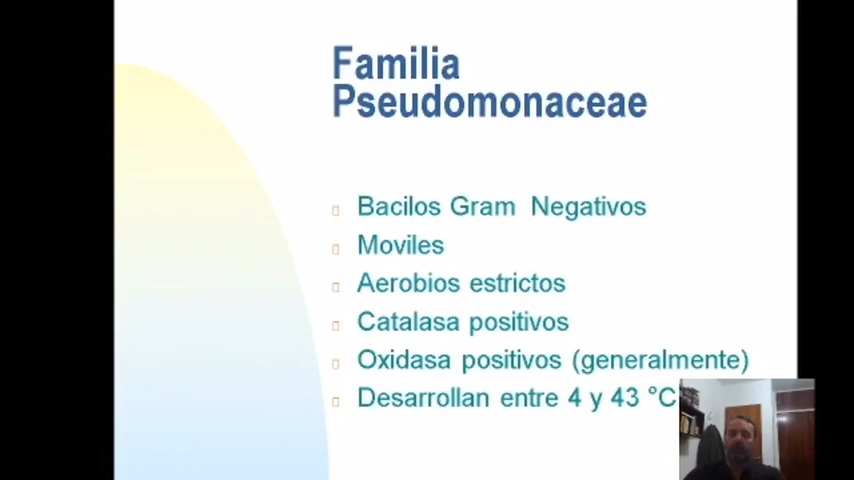 Familia
Pseudomonaceae
Bacilos Gram Negativos
Moviles
Aerobios estrictos
Catalasa positivos
Oxidasa positivos (generalmente)
Desarrollan entre 4 y 43 °C